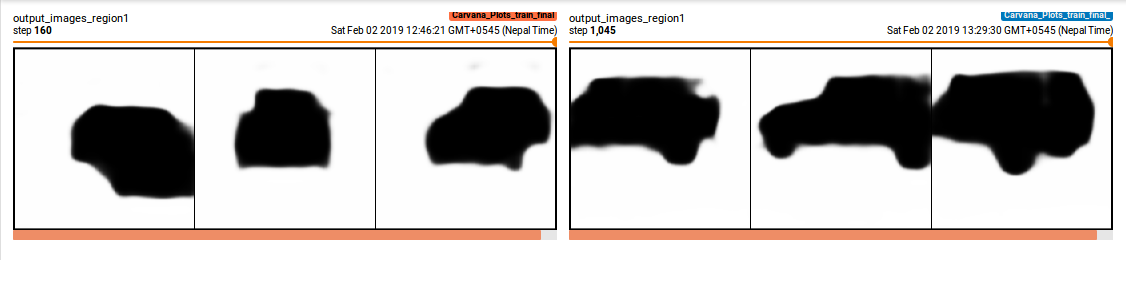 output_images_region1
Carvana_Plots_train_final
step 160
Sat Feb 02 2019 12:46:21 GMT+0545 (Nepal Time)
output_images_region1
Carvana_Plots_train_final_
step 1,045
Sat Feb 02 2019 13:29:30 GMT+0545 (Nepal Time)